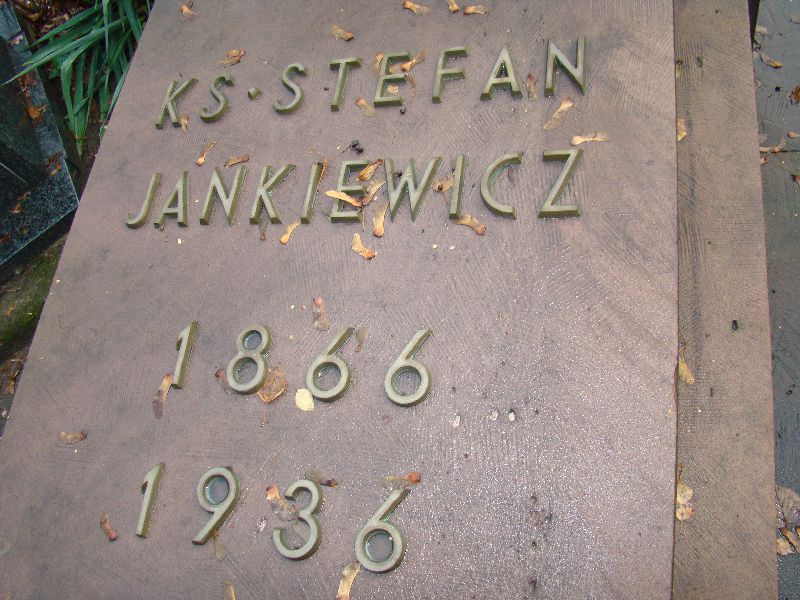 KS. STEFAN
JANKIEWICZ
1866
1936